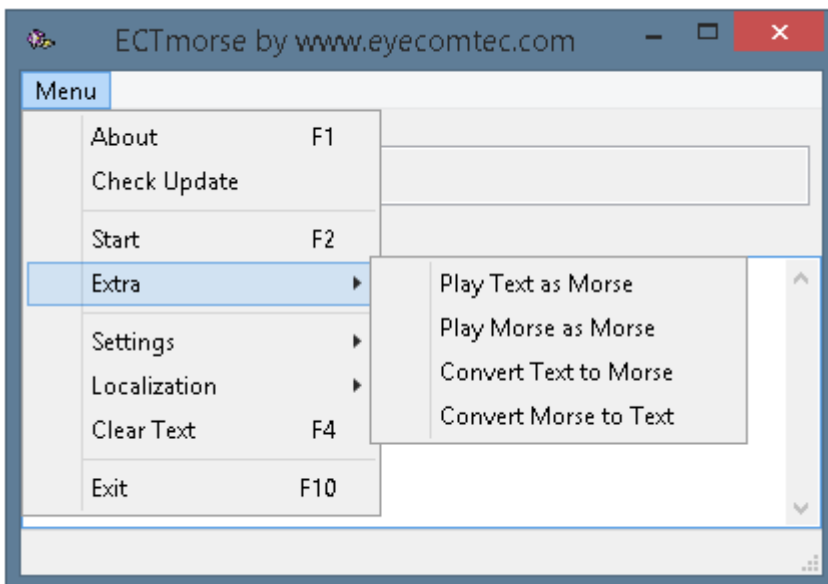 ECTmorse by www.eyecomtec.com
Menu
About F1
Check Update
Start F2
Extra
Play Text as Morse
Play Morse as Morse
Convert Text to Morse
Convert Morse to Text
Settings
Localization
Clear Text F4
Exit F10